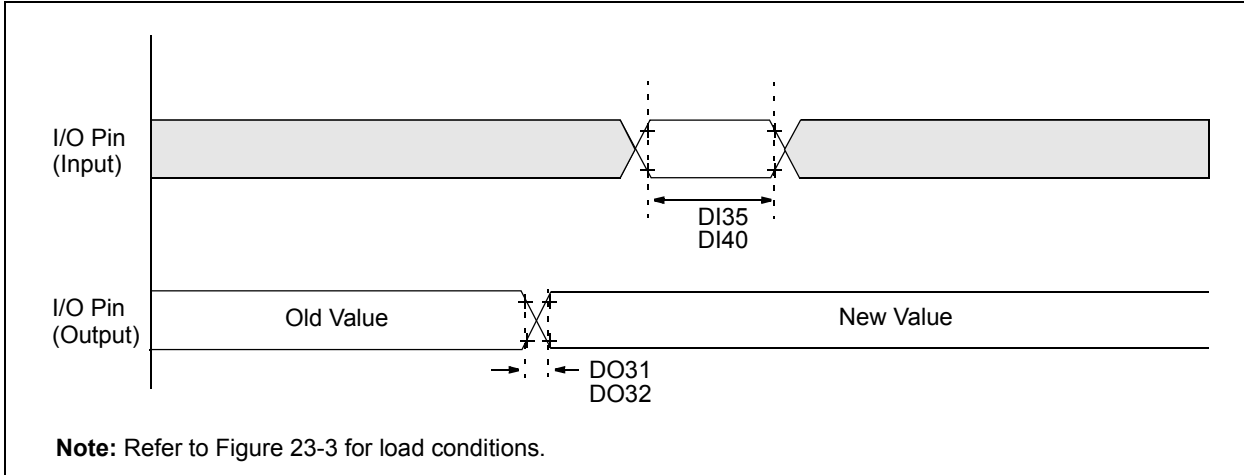 I/O Pin
(Input)
DI35
DI40
I/O Pin
(Output)
Old Value
New Value
DO31
DO32
Note: Refer to Figure 23-3 for load conditions.